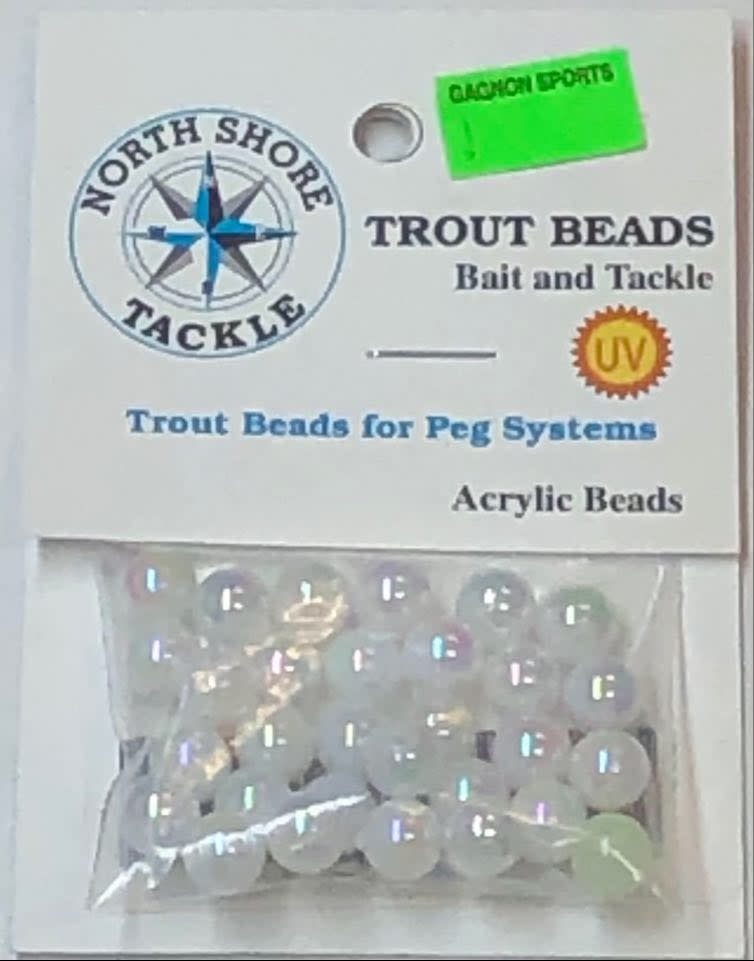 GAGNON SPORTS
NORTH SHORE
TACKLE
TROUT BEADS
Bait and Tackle
UV
Trout Beads for Peg Systems
Acrylic Beads